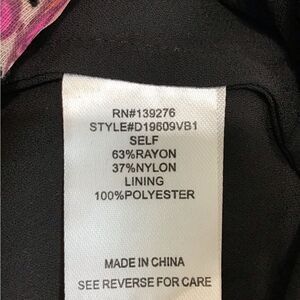 RN#139276
STYLE#D19609VB1
SELF
63%RAYON
37%NYLON
LINING
100%POLYESTER
MADE IN CHINA
SEE REVERSE FOR CARE